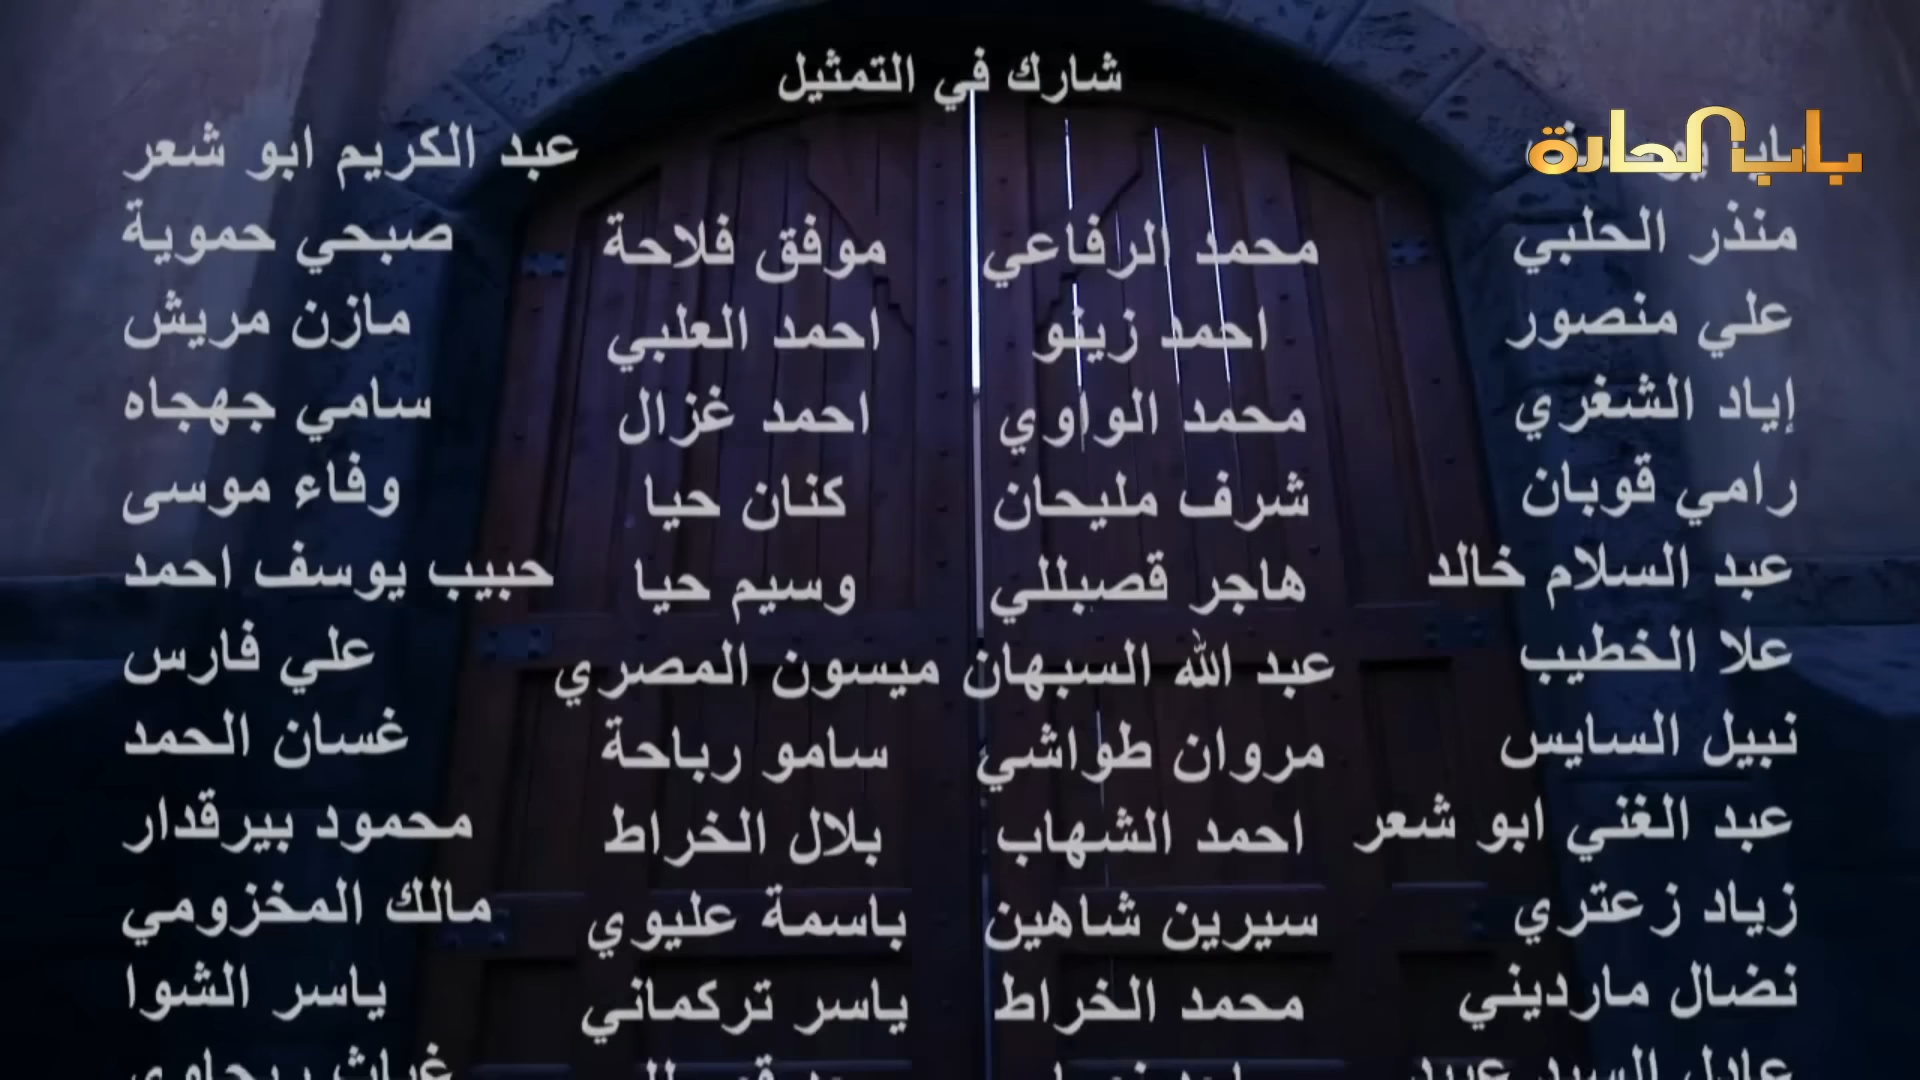 شارك في التمثيل
باب الحارة
منذر الحلبي
علي منصور
إياد الشغري
رامي قوبان
عبد السلام خالد
علا الخطيب
نبيل السايس
عبد الغني ابو شعر
زياد زعتري
نضال مارديني
عادل السيد عبيد
محمد الرفاعي
احمد زينو
محمد الواوي
شرف مليحان
هاجر قصبللي
عبد الله السبهان
مروان طواشي
احمد الشهاب
سيرين شاهين
محمد الخراط
موفق فلاحة
احمد العلبي
احمد غزال
كنان حيا
وسيم حيا
ميسون المصري
سامو رباحة
بلال الخراط
باسمة عليوي
ياسر تركماني
عبد الكريم ابو شعر
صبحي حموية
مازن مريش
سامي جهجاه
وفاء موسى
حبيب يوسف احمد
علي فارس
غسان الحمد
محمود بيرقدار
مالك المخزومي
ياسر الشوا